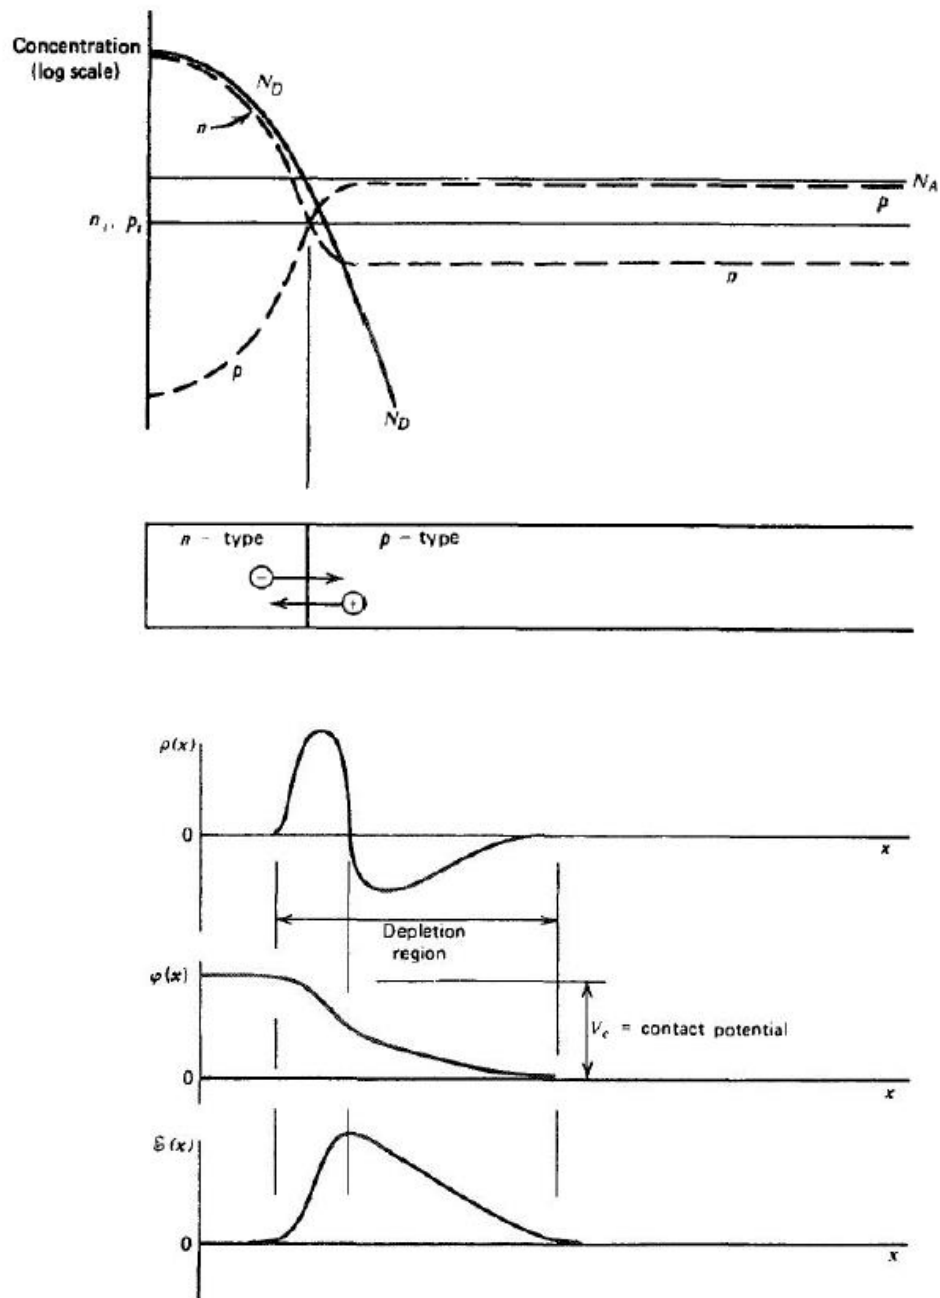 Concentration
(log scale)
N_D
n
N_A
p
n_i, p_i
n
p
N_D
n - type
p - type
−
+
ρ(x)
0
x
Depletion
region
φ(x)
V_c = contact potential
0
x
ℰ(x)
0
x